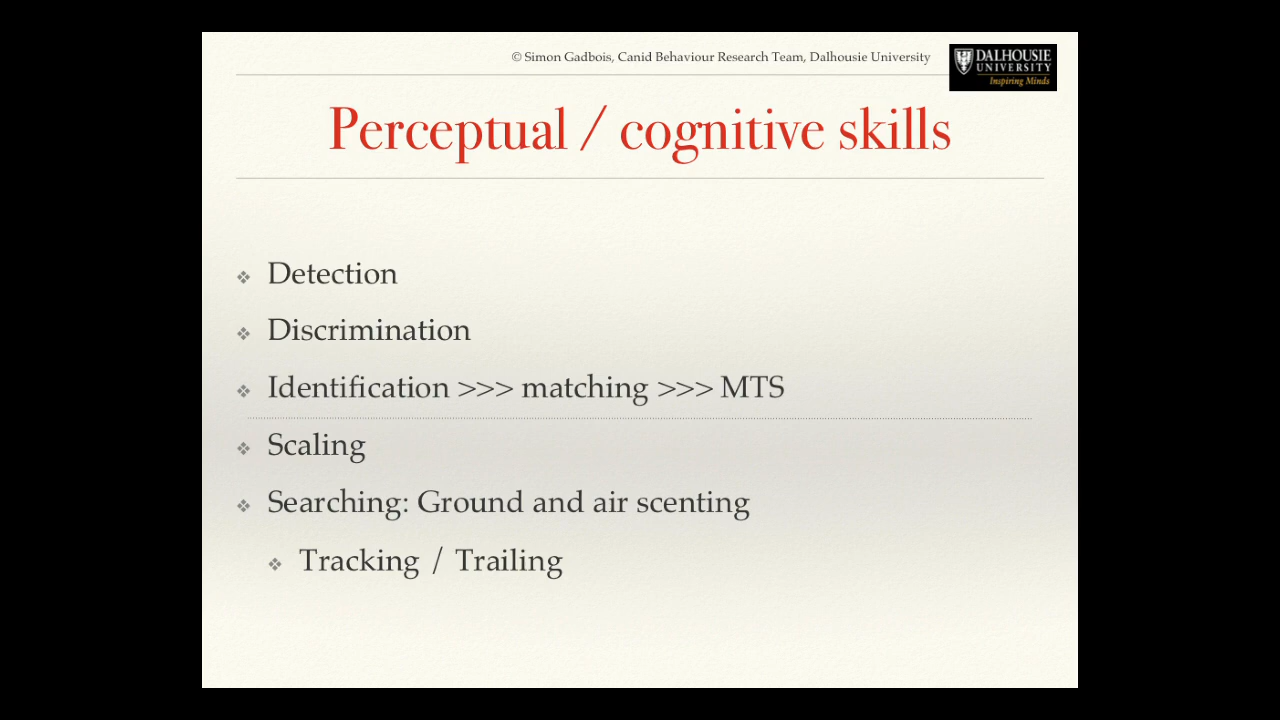 © Simon Gadbois, Canid Behaviour Research Team, Dalhousie University
DALHOUSIE
UNIVERSITY
Inspiring Minds
Perceptual / cognitive skills
Detection
Discrimination
Identification >>> matching >>> MTS
Scaling
Searching: Ground and air scenting
Tracking / Trailing